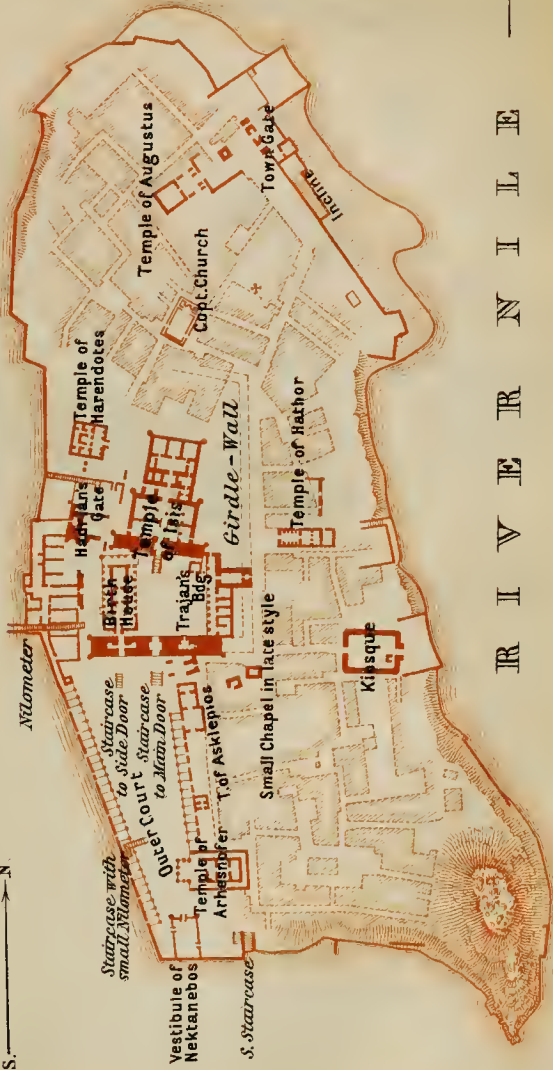 S.
N
Nilometer
Staircase with
small Nilometer
Staircase
to Side Door
Staircase
to Main Door
Outer Court
Vestibule of
Nektanebos
S. Staircase
Temple of
Arhesnofer
T. of Asklepios
Birth
House
Hadrian's
Gate
Temple of
Harendotes
Temple
of Isis
Trajan's
Bdg.
Girdle-Wall
Small Chapel in late style
Kiosque
Temple of Hathor
Copt. Church
Temple of Augustus
Town Gate
Incline
RIVER NILE